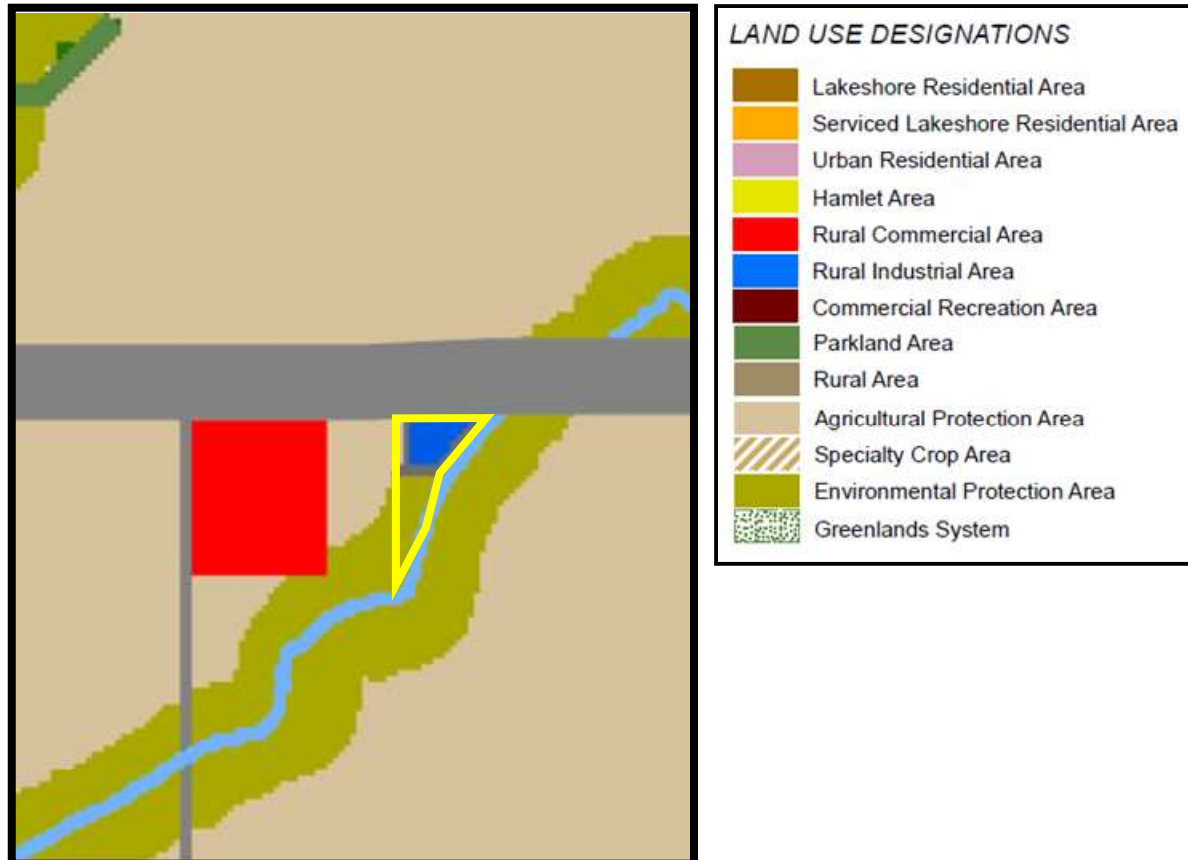 LAND USE DESIGNATIONS
Lakeshore Residential Area
Serviced Lakeshore Residential Area
Urban Residential Area
Hamlet Area
Rural Commercial Area
Rural Industrial Area
Commercial Recreation Area
Parkland Area
Rural Area
Agricultural Protection Area
Specialty Crop Area
Environmental Protection Area
Greenlands System